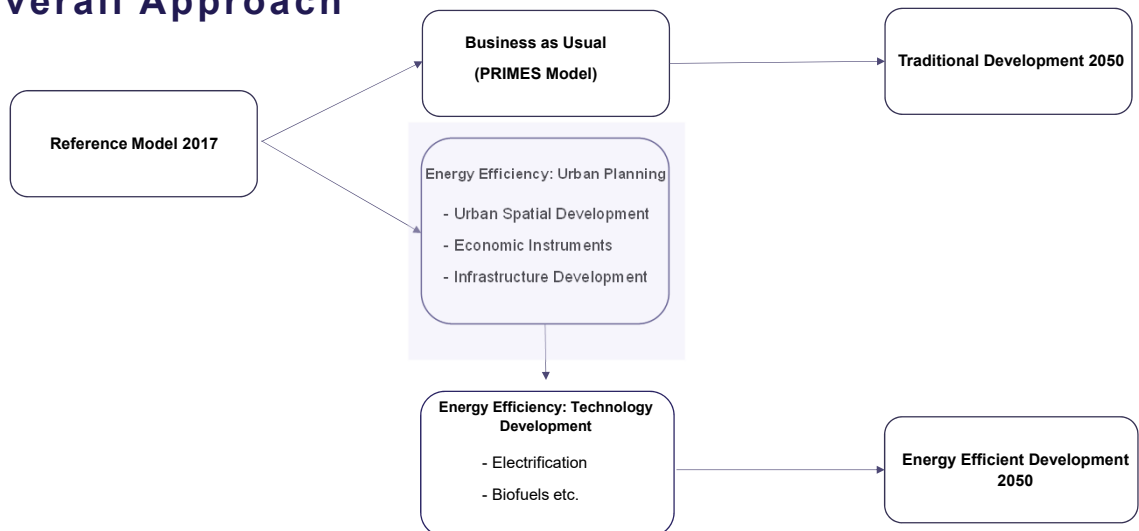 verall Approach
Business as Usual
(PRIMES Model)
Traditional Development 2050
Reference Model 2017
Energy Efficiency: Urban Planning
- Urban Spatial Development
- Economic Instruments
- Infrastructure Development
Energy Efficiency: Technology
Development
- Electrification
- Biofuels etc.
Energy Efficient Development
2050